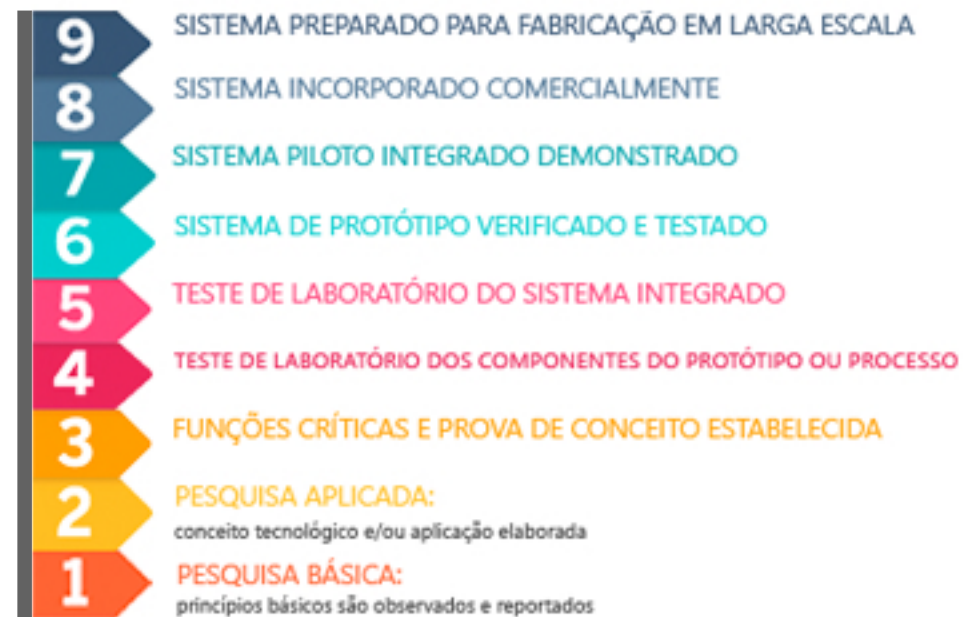 9 SISTEMA PREPARADO PARA FABRICAÇÃO EM LARGA ESCALA
8 SISTEMA INCORPORADO COMERCIALMENTE
7 SISTEMA PILOTO INTEGRADO DEMONSTRADO
6 SISTEMA DE PROTÓTIPO VERIFICADO E TESTADO
5 TESTE DE LABORATÓRIO DO SISTEMA INTEGRADO
4 TESTE DE LABORATÓRIO DOS COMPONENTES DO PROTÓTIPO OU PROCESSO
3 FUNÇÕES CRÍTICAS E PROVA DE CONCEITO ESTABELECIDA
2 PESQUISA APLICADA:
conceito tecnológico e/ou aplicação elaborada
1 PESQUISA BÁSICA:
princípios básicos são observados e reportados